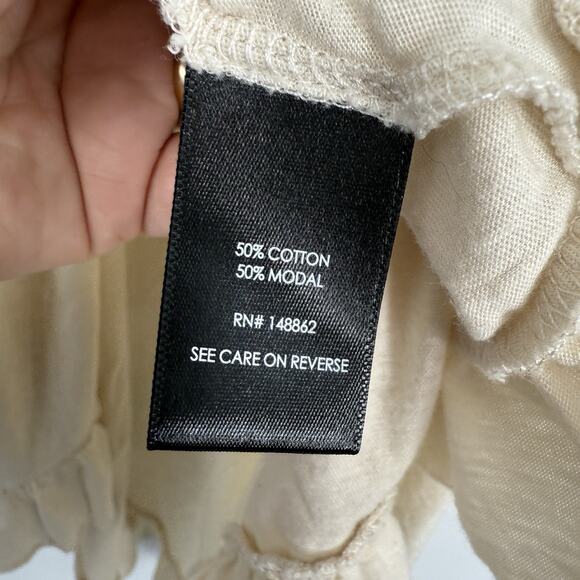 50% COTTON
50% MODAL
RN# 148862
SEE CARE ON REVERSE